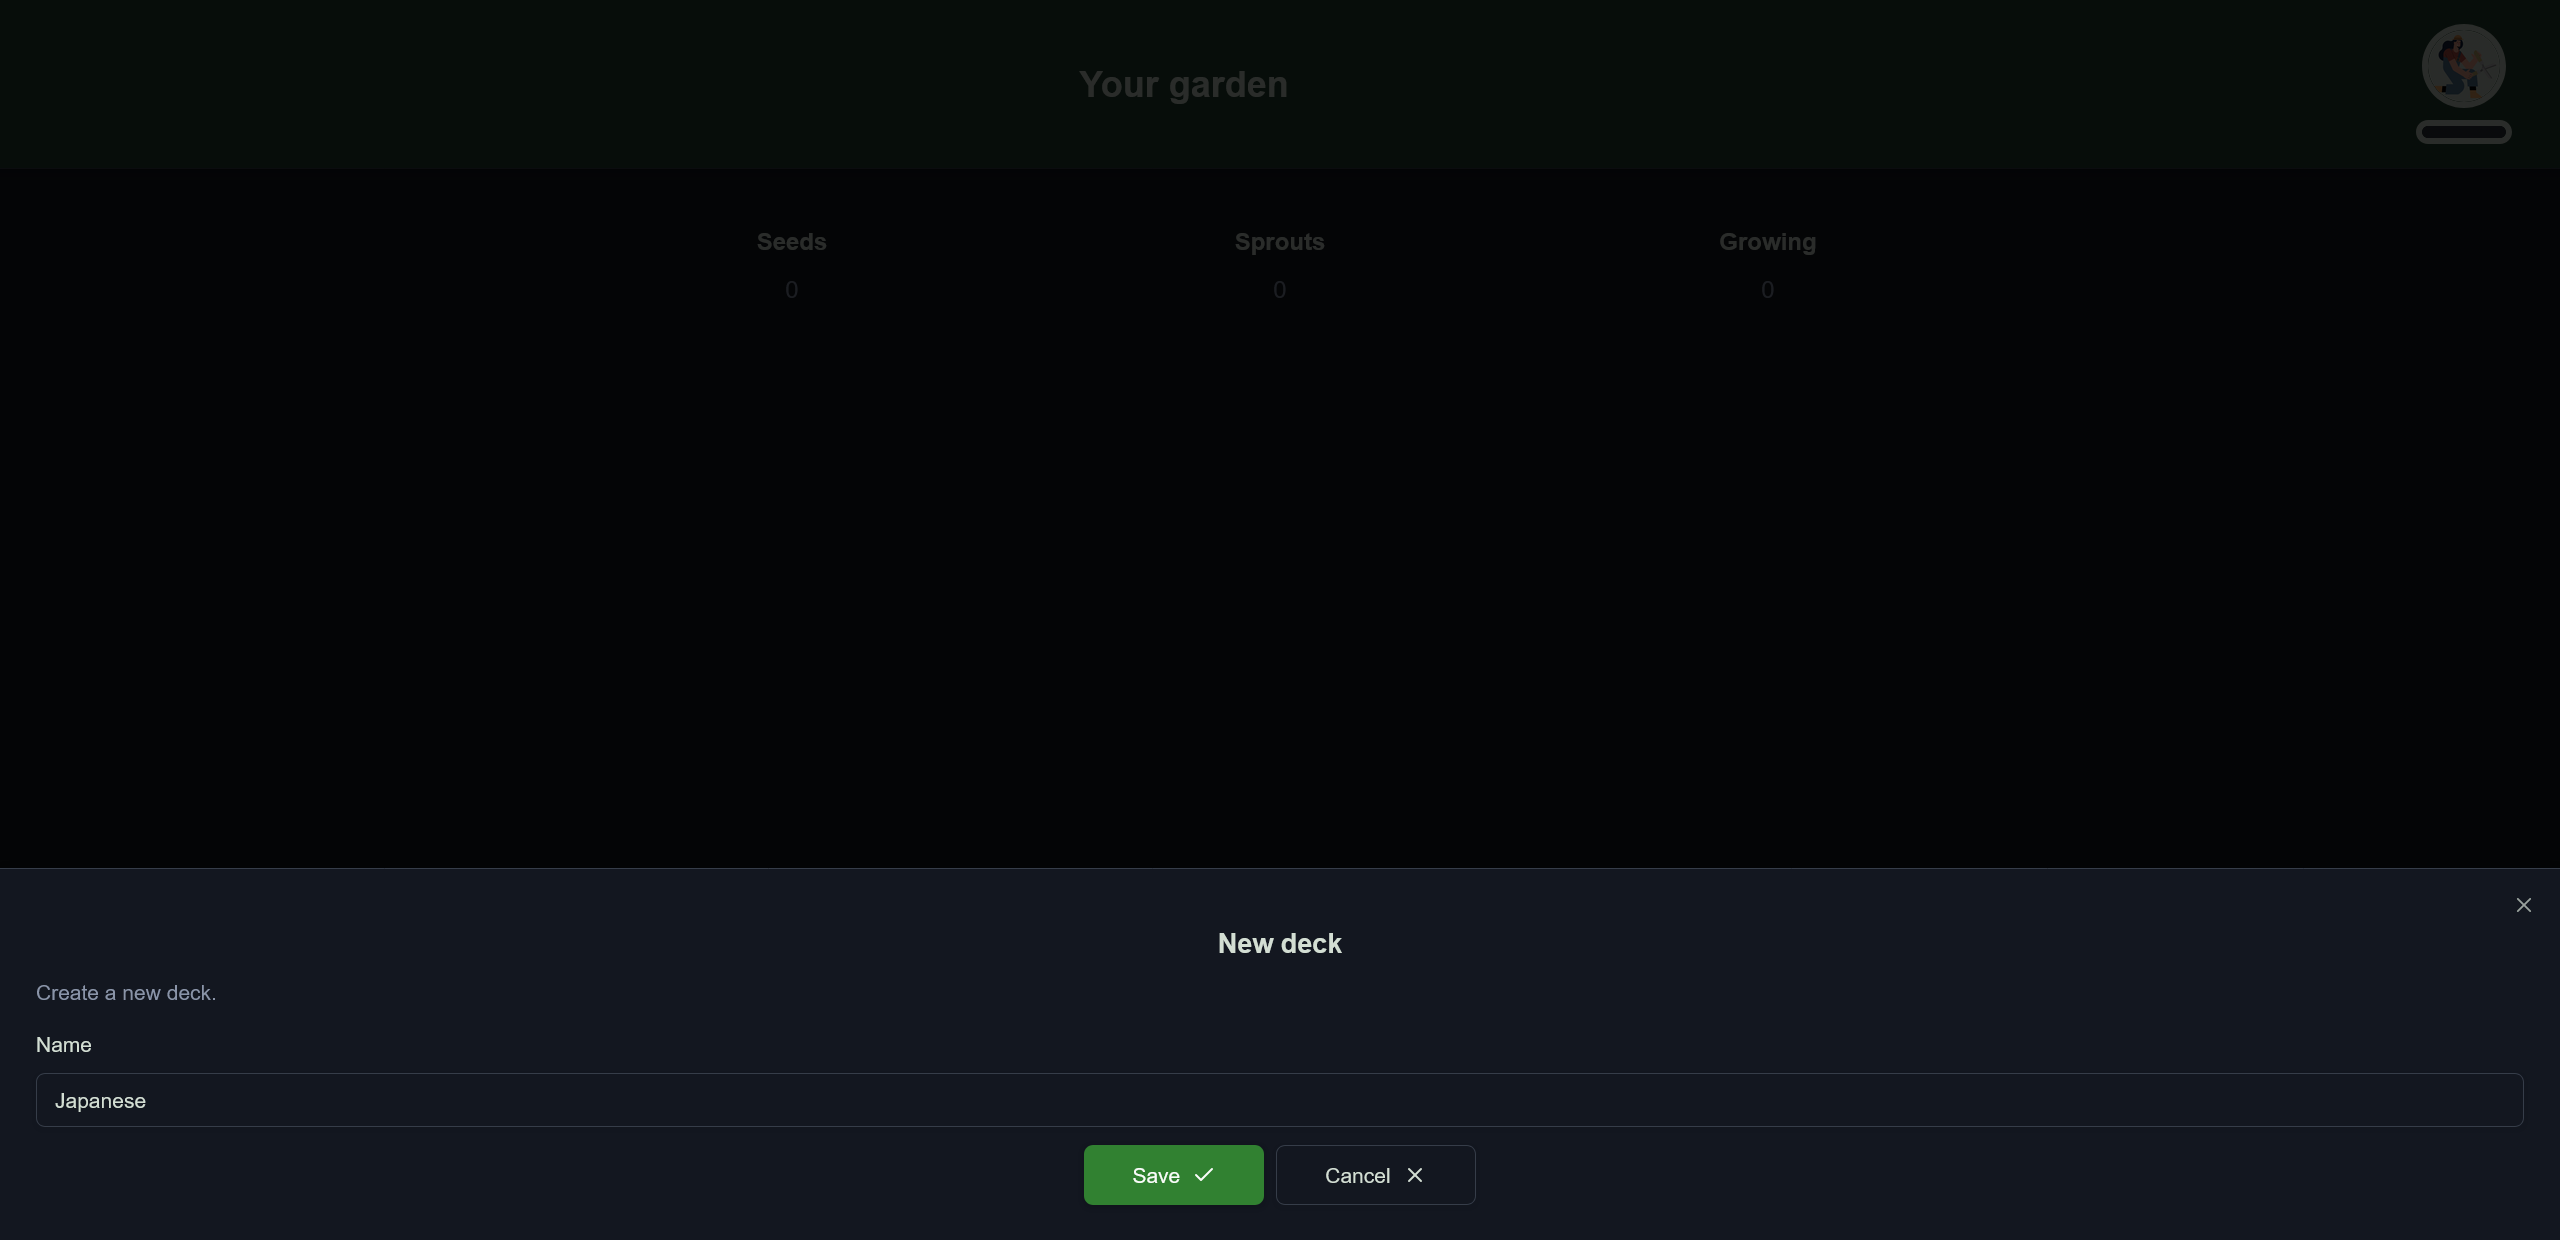 Your garden
Seeds
Sprouts
Growing
0
0
0
New deck
Create a new deck.
Name
Japanese
Save
Cancel